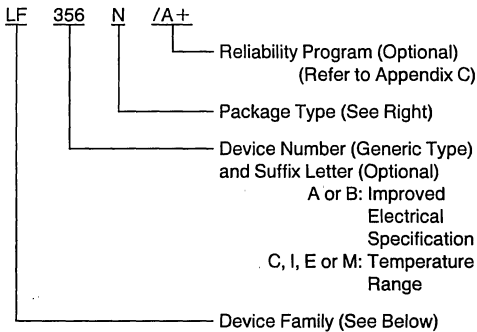 LF 356 N /A+
Reliability Program (Optional)
(Refer to Appendix C)
Package Type (See Right)
Device Number (Generic Type)
and Suffix Letter (Optional)
A or B: Improved
Electrical
Specification
C, I, E or M: Temperature
Range
Device Family (See Below)